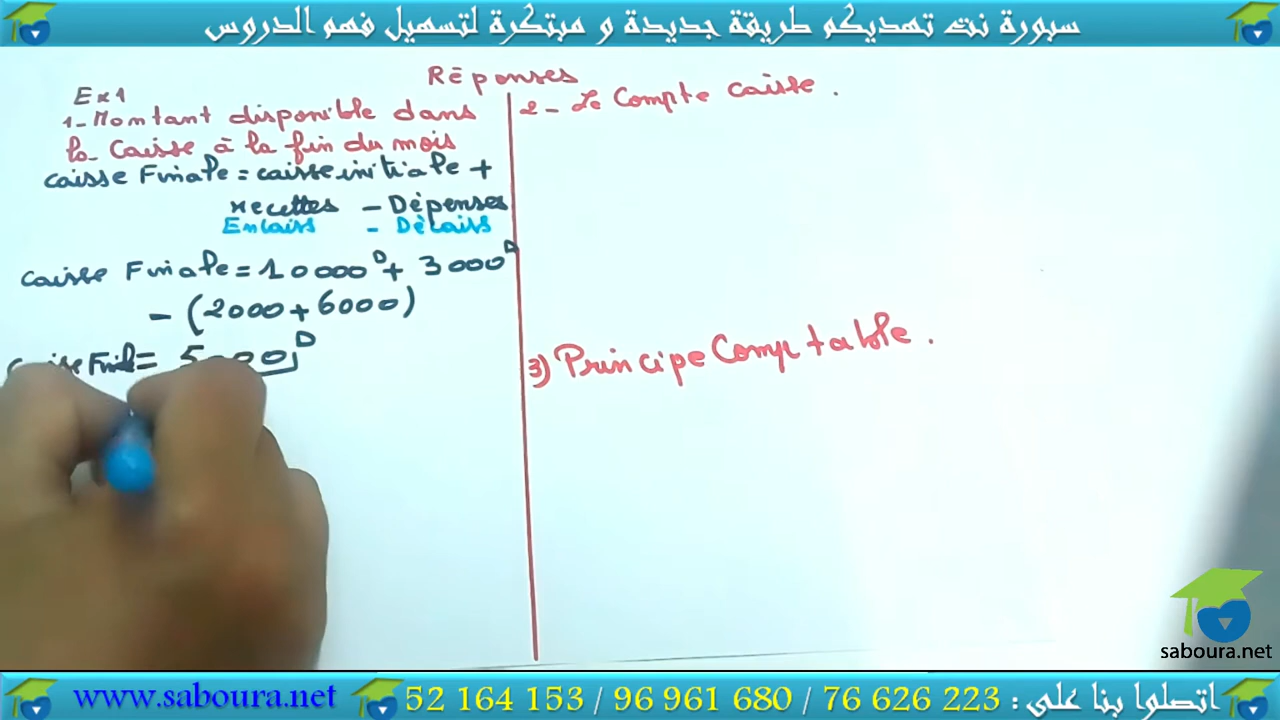 سبورة نت تهديكم طريقة جديدة و مبتكرة لتسهيل فهم الدروس
Réponses
Ex1
1-Montant disponible dans
la caisse à la fin du mois
caisse Finale = caisse initiale +
recettes - Dépenses
Encaiss - Décaiss
caisse Finale = 10000D + 3000D
- (2000 + 6000)
= 5000D
2- Le Compte caisse .
3) Principe Comptable .
saboura.net
www.saboura.net
52 164 153 / 96 961 680 / 76 626 223 : اتصلوا بنا على